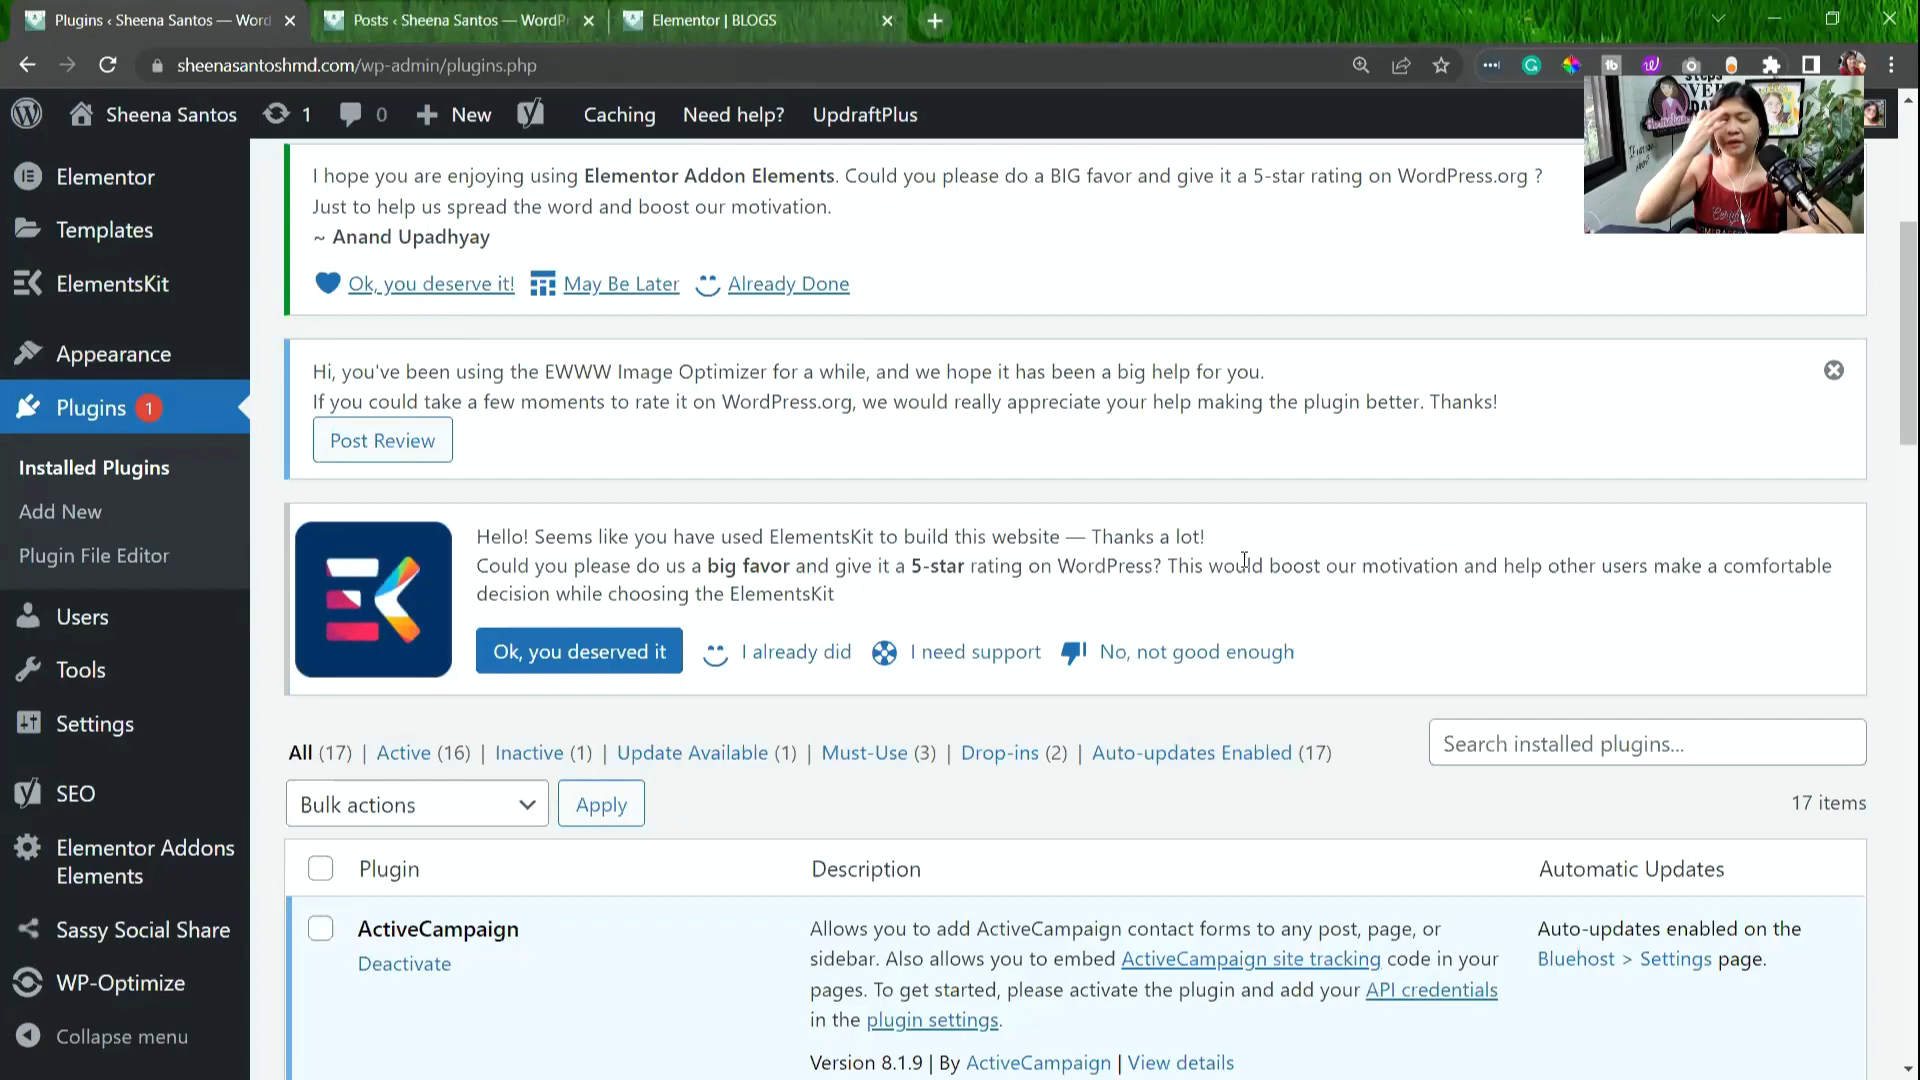 Plugins ‹ Sheena Santos — Word
Posts ‹ Sheena Santos — WordPr
Elementor | BLOGS
sheenasantoshmd.com/wp-admin/plugins.php
Sheena Santos 1 0 New Caching Need help? UpdraftPlus
Elementor
Templates
ElementsKit
Appearance
Plugins 1
Installed Plugins
Add New
Plugin File Editor
Users
Tools
Settings
SEO
Elementor Addons
Elements
Sassy Social Share
WP-Optimize
Collapse menu
I hope you are enjoying using Elementor Addon Elements. Could you please do a BIG favor and give it a 5-star rating on WordPress.org ?
Just to help us spread the word and boost our motivation.
~ Anand Upadhyay
Ok, you deserve it! May Be Later Already Done
Hi, you've been using the EWWW Image Optimizer for a while, and we hope it has been a big help for you.
If you could take a few moments to rate it on WordPress.org, we would really appreciate your help making the plugin better. Thanks!
Post Review
Hello! Seems like you have used ElementsKit to build this website — Thanks a lot!
Could you please do us a big favor and give it a 5-star rating on WordPress? This would boost our motivation and help other users make a comfortable
decision while choosing the ElementsKit
Ok, you deserved it I already did I need support No, not good enough
All (17) | Active (16) | Inactive (1) | Update Available (1) | Must-Use (3) | Drop-ins (2) | Auto-updates Enabled (17)
Search installed plugins...
Bulk actions Apply
17 items
Plugin Description Automatic Updates
ActiveCampaign
Deactivate
Allows you to add ActiveCampaign contact forms to any post, page, or
sidebar. Also allows you to embed ActiveCampaign site tracking code in your
pages. To get started, please activate the plugin and add your API credentials
in the plugin settings.
Version 8.1.9 | By ActiveCampaign | View details
Auto-updates enabled on the
Bluehost > Settings page.